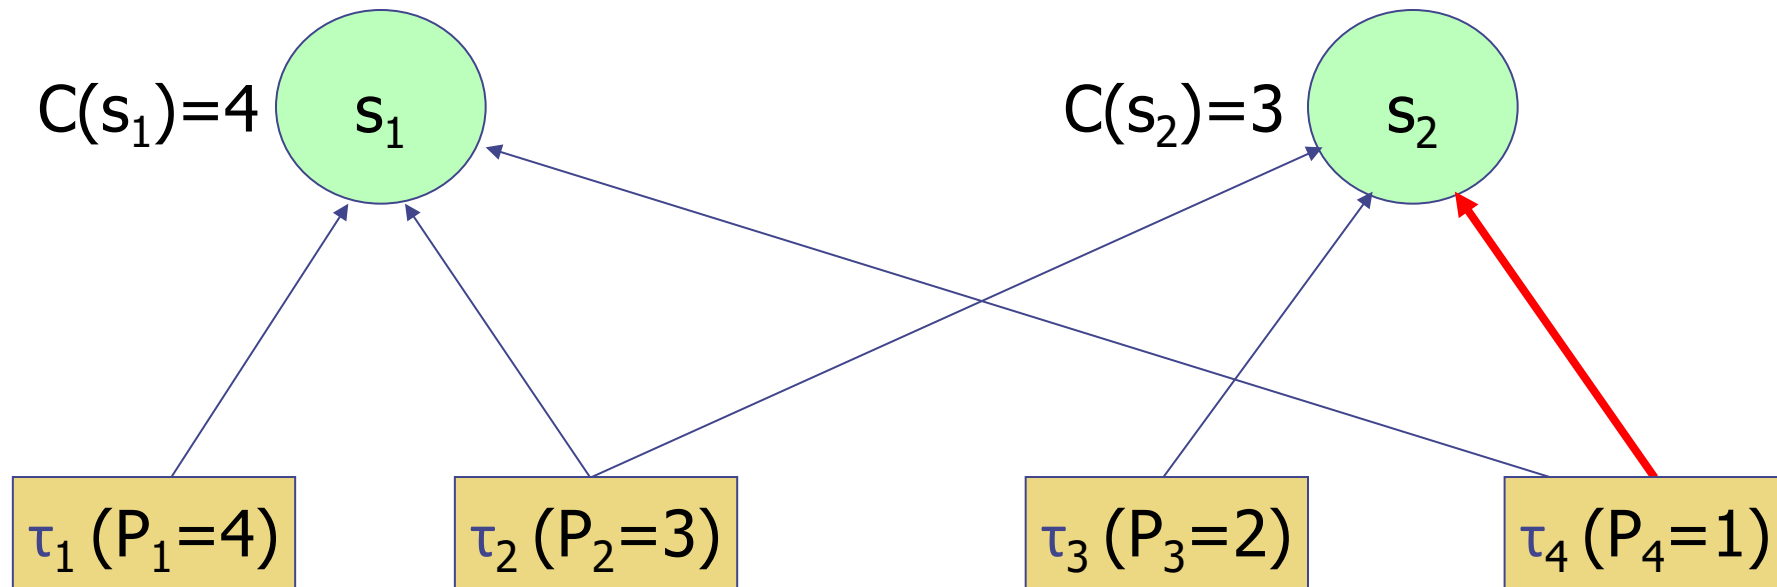 C(s₁)=4
s₁
C(s₂)=3
s₂
τ₁ (P₁=4)
τ₂ (P₂=3)
τ₃ (P₃=2)
τ₄ (P₄=1)